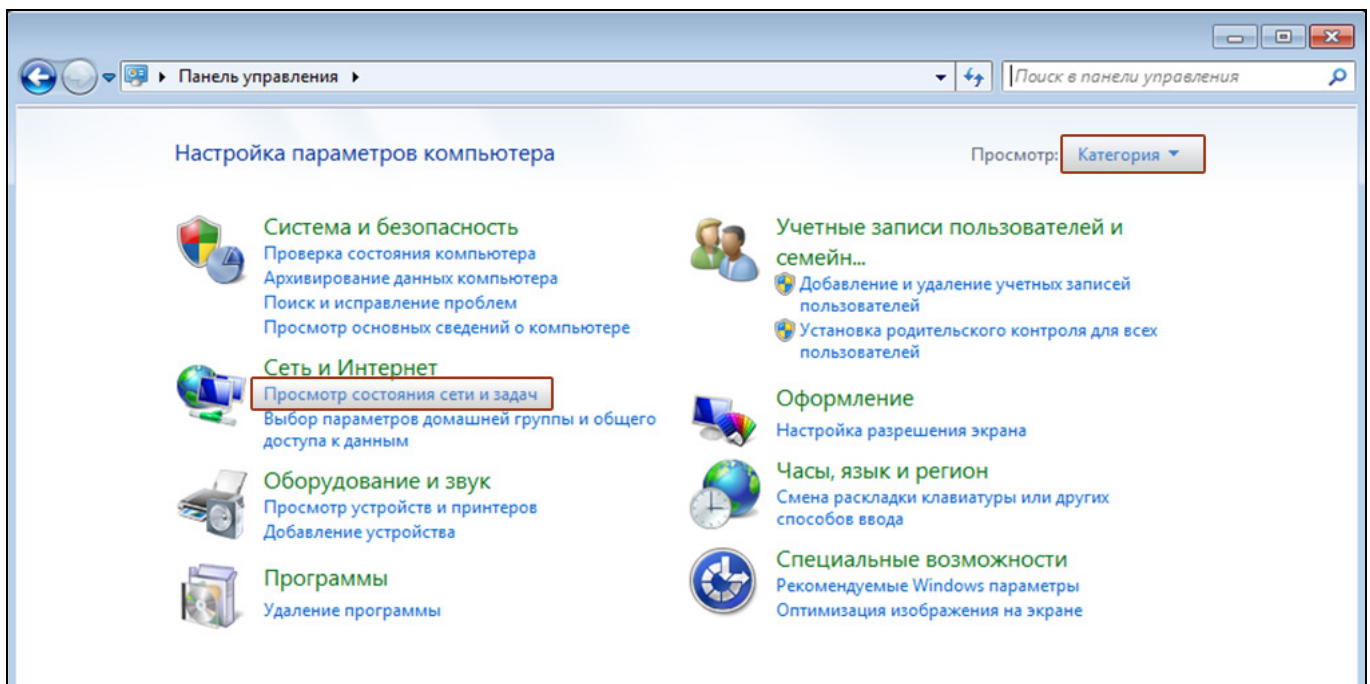 Панель управления
Поиск в панели управления
Настройка параметров компьютера
Просмотр: Категория
Система и безопасность
Проверка состояния компьютера
Архивирование данных компьютера
Поиск и исправление проблем
Просмотр основных сведений о компьютере
Сеть и Интернет
Просмотр состояния сети и задач
Выбор параметров домашней группы и общего
доступа к данным
Оборудование и звук
Просмотр устройств и принтеров
Добавление устройства
Программы
Удаление программы
Учетные записи пользователей и
семейн...
Добавление и удаление учетных записей
пользователей
Установка родительского контроля для всех
пользователей
Оформление
Настройка разрешения экрана
Часы, язык и регион
Смена раскладки клавиатуры или других
способов ввода
Специальные возможности
Рекомендуемые Windows параметры
Оптимизация изображения на экране